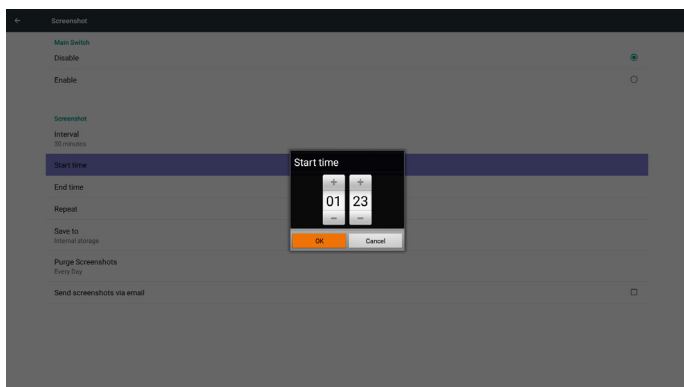 Screenshot
Main Switch
Disable
Enable
Screenshot
Interval
30 minutes
Start time
End time
Repeat
Save to
Internal storage
Purge Screenshots
Every Day
Send screenshots via email
Start time
+ +
01 23
− −
OK Cancel